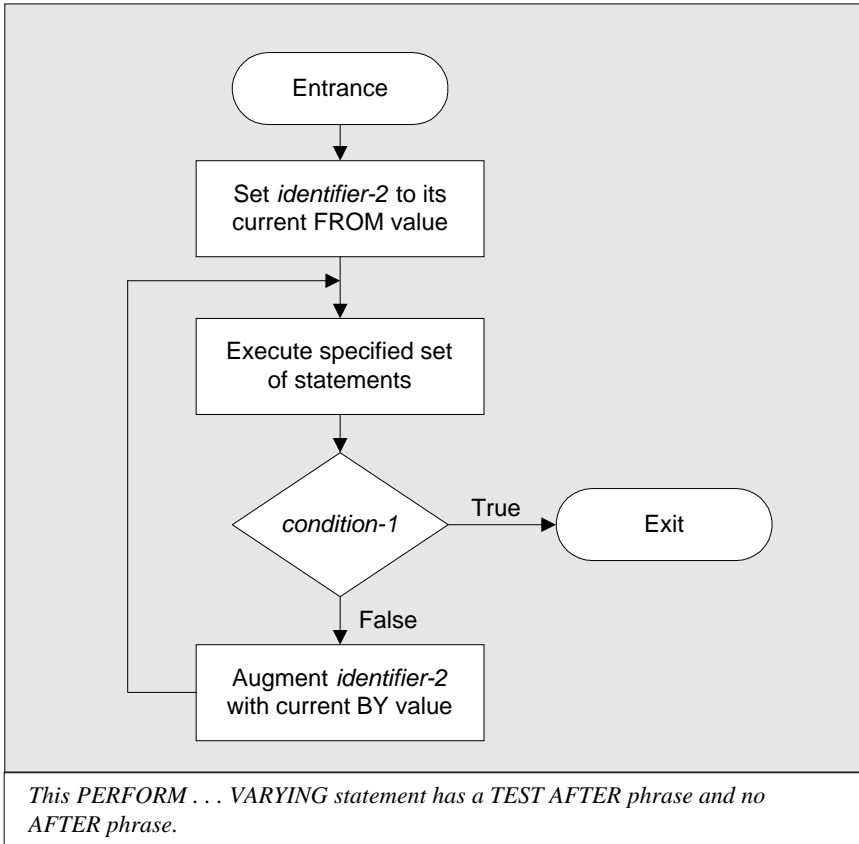 Entrance
Set identifier-2 to its
current FROM value
Execute specified set
of statements
condition-1
True
Exit
False
Augment identifier-2
with current BY value
This PERFORM . . . VARYING statement has a TEST AFTER phrase and no
AFTER phrase.